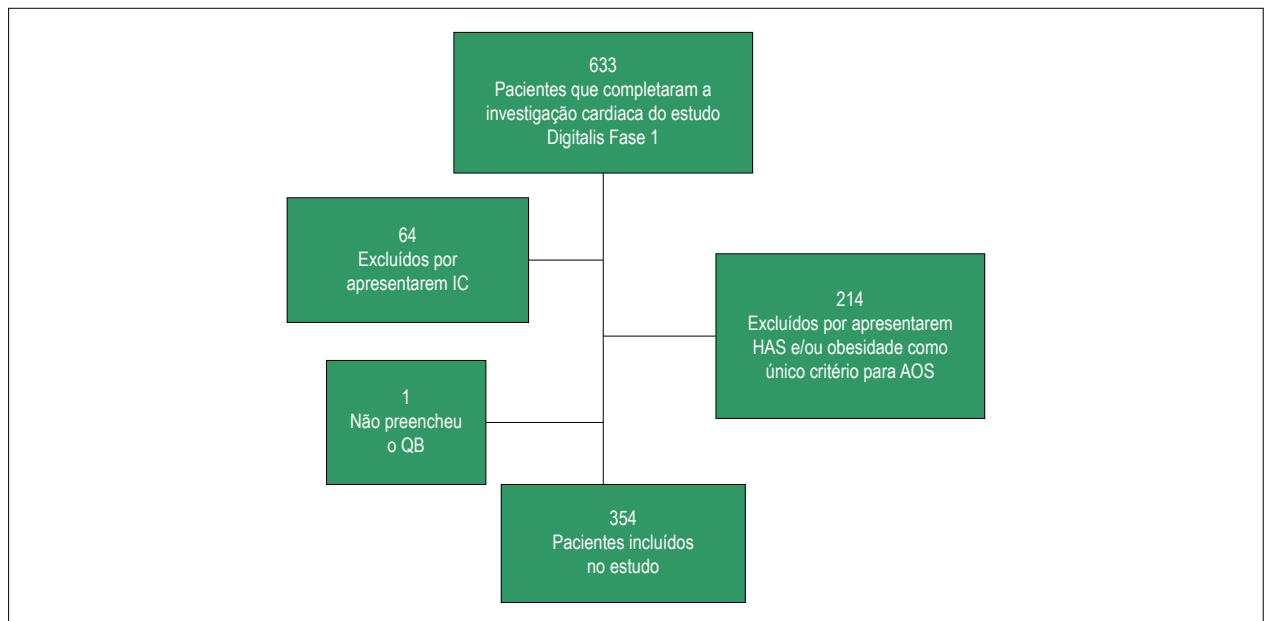 633
Pacientes que completaram a
investigação cardiaca do estudo
Digitalis Fase 1
64
Excluídos por
apresentarem IC
214
Excluídos por apresentarem
HAS e/ou obesidade como
único critério para AOS
1
Não preencheu
o QB
354
Pacientes incluídos
no estudo